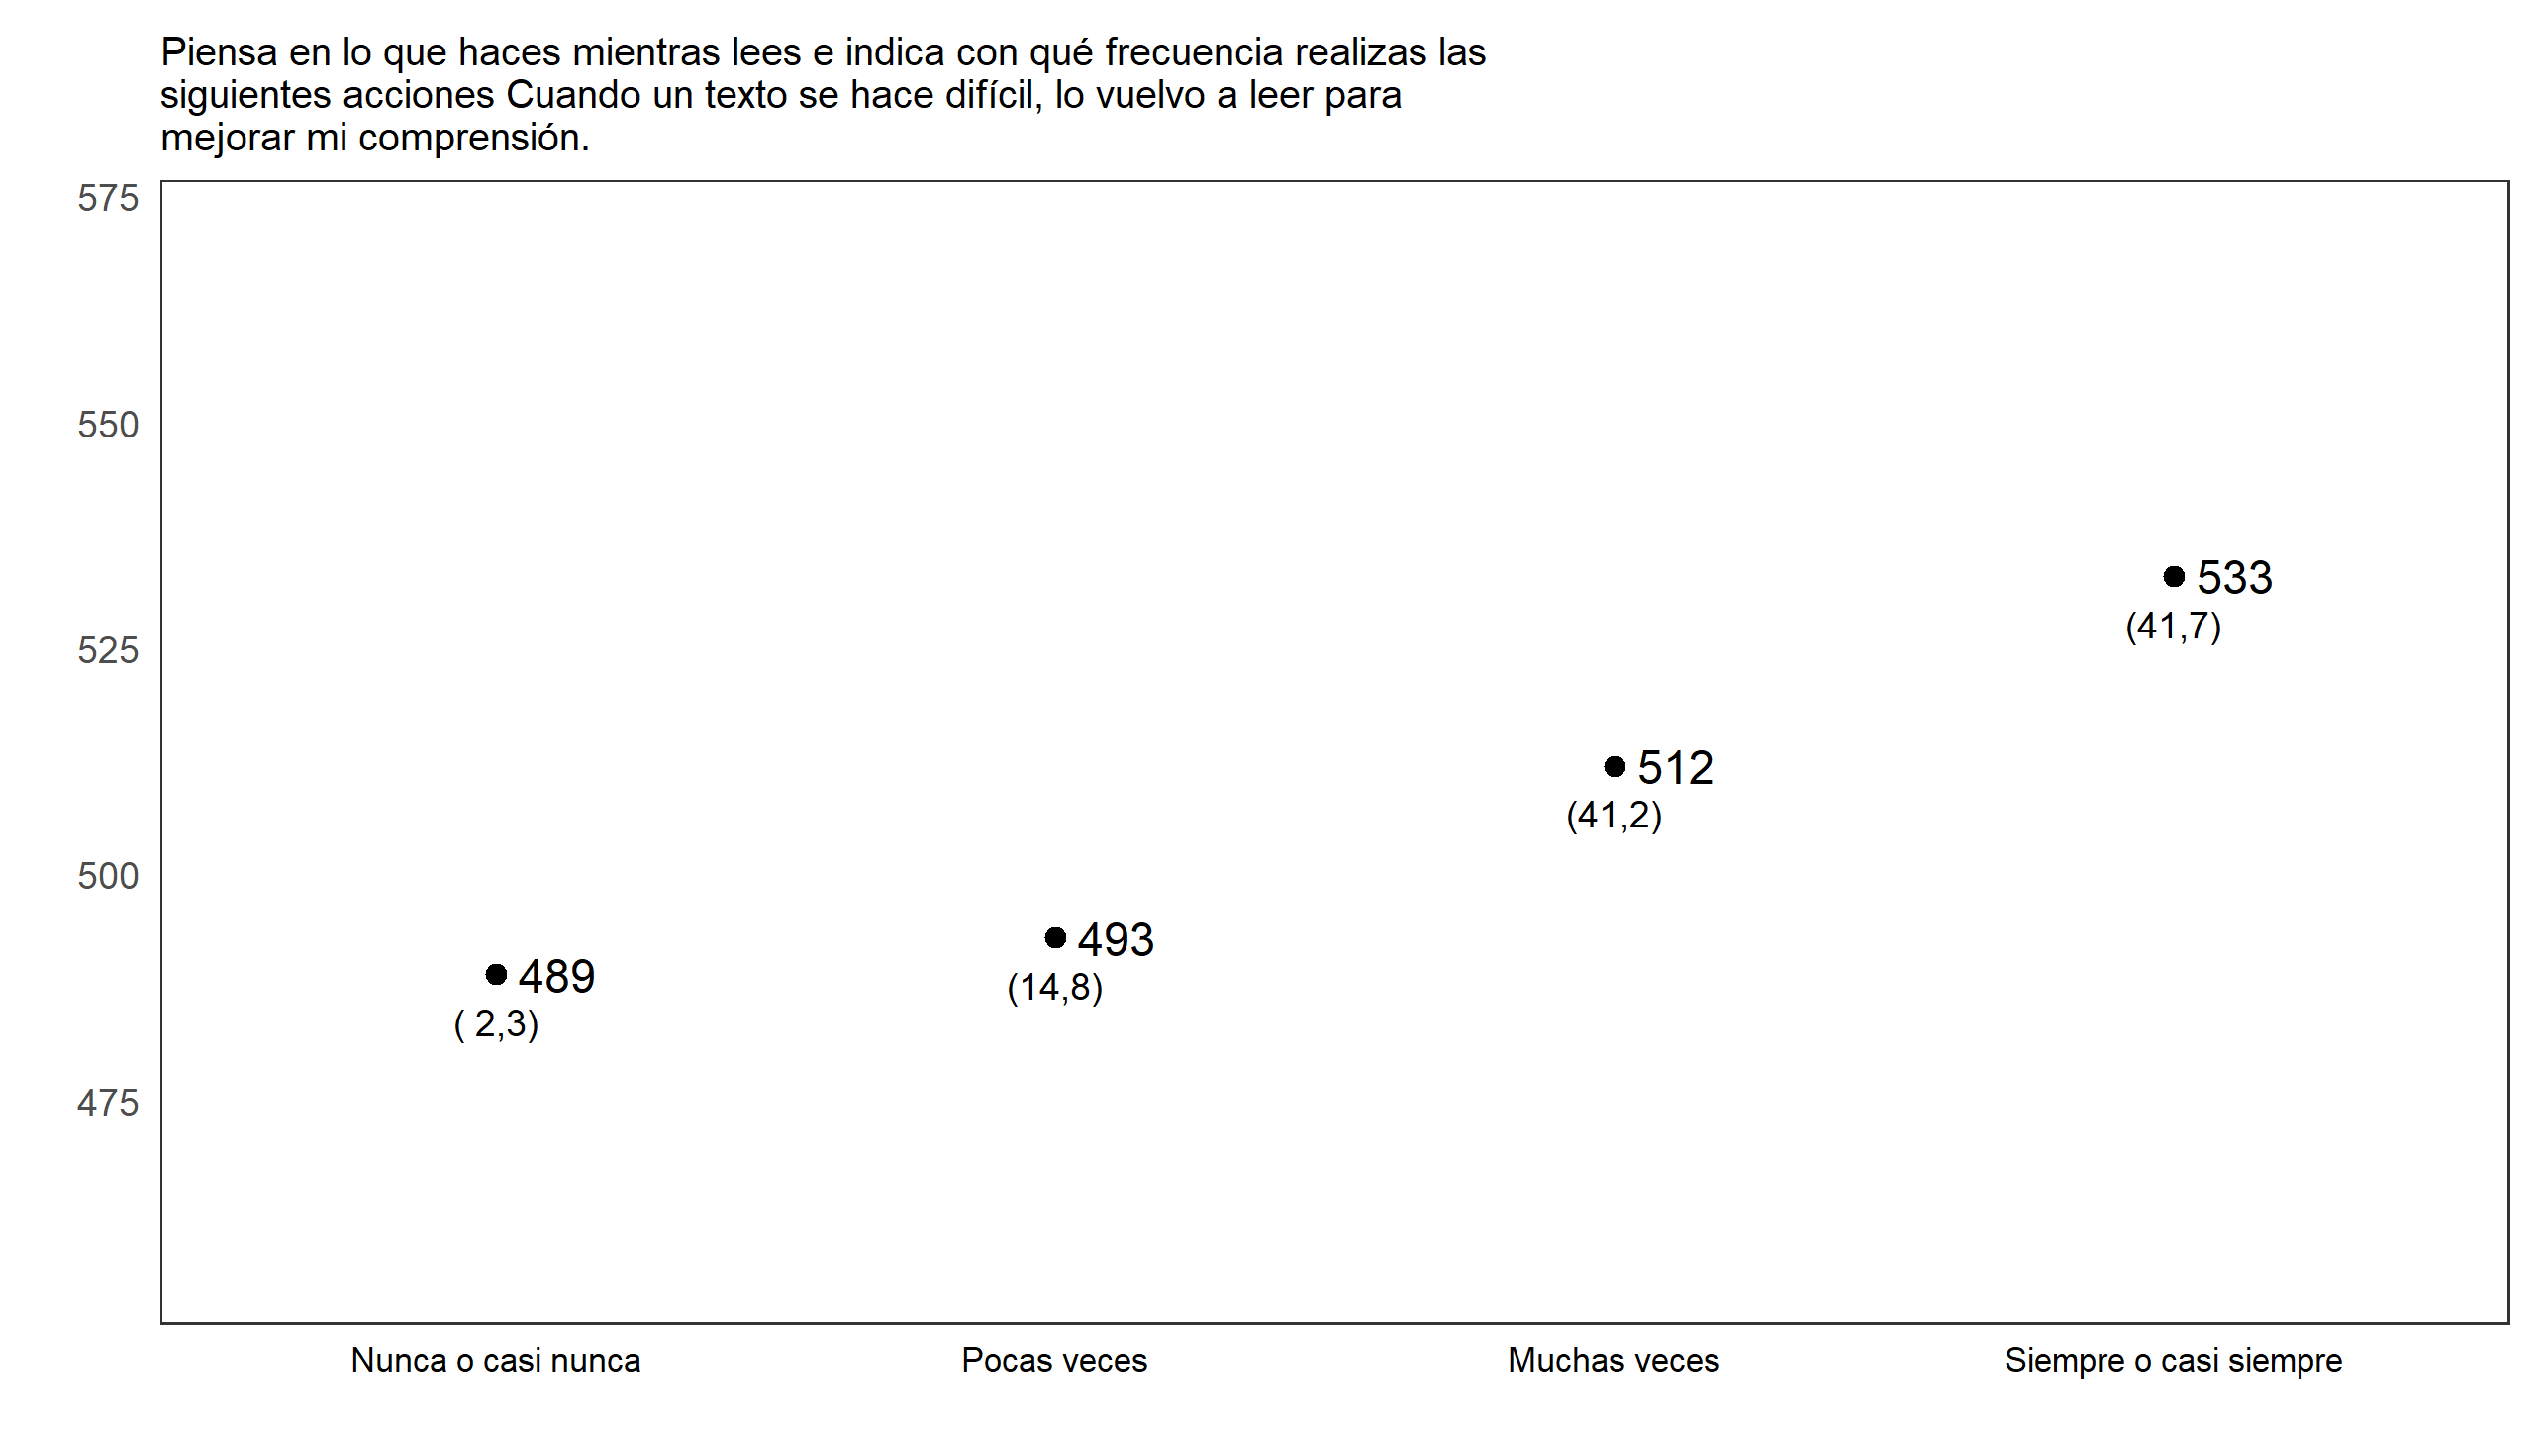 Piensa en lo que haces mientras lees e indica con qué frecuencia realizas las
siguientes acciones Cuando un texto se hace difícil, lo vuelvo a leer para
mejorar mi comprensión.
575
550
525
500
475
533
(41,7)
512
(41,2)
493
(14,8)
489
( 2,3)
Nunca o casi nunca
Pocas veces
Muchas veces
Siempre o casi siempre